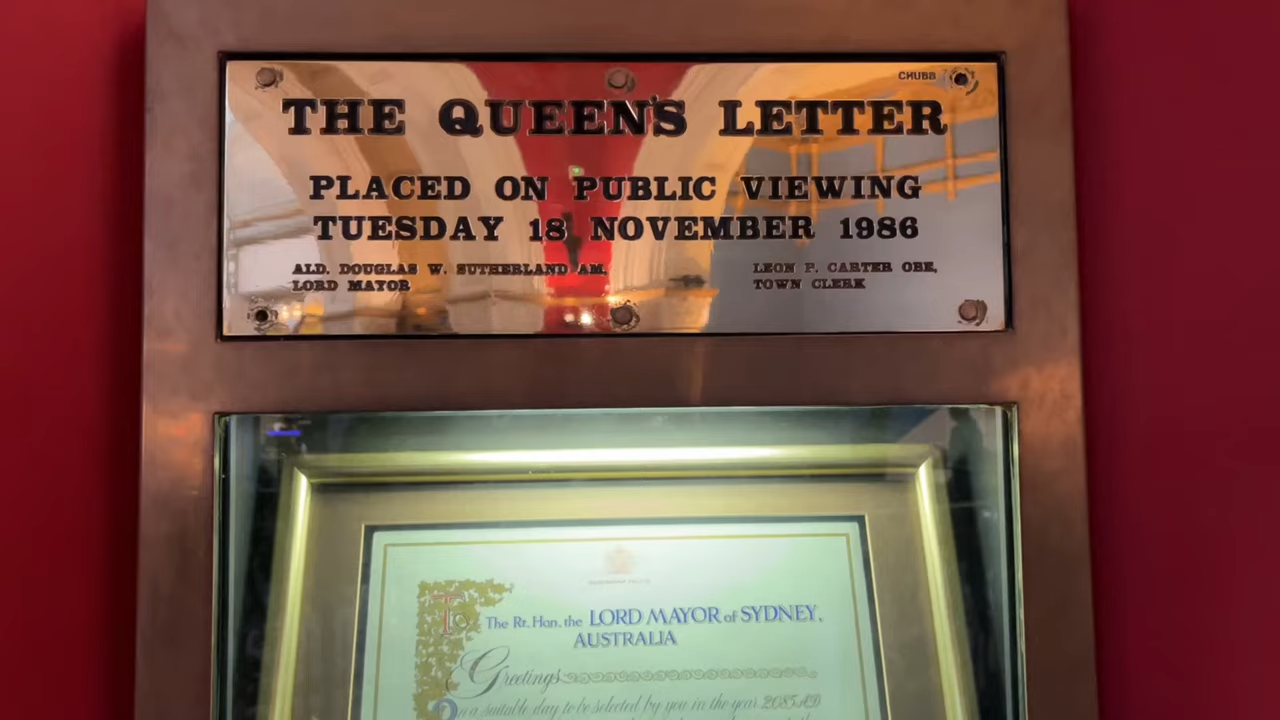 CHUBB
THE QUEEN'S LETTER
PLACED ON PUBLIC VIEWING
TUESDAY 18 NOVEMBER 1986
ALD. DOUGLAS W. SUTHERLAND AM,
LORD MAYOR
LEON P. CARTER OBE,
TOWN CLERK
To The Rt. Hon. the LORD MAYOR of SYDNEY,
AUSTRALIA
Greetings
On a suitable day to be selected by you in the year 2085 AD